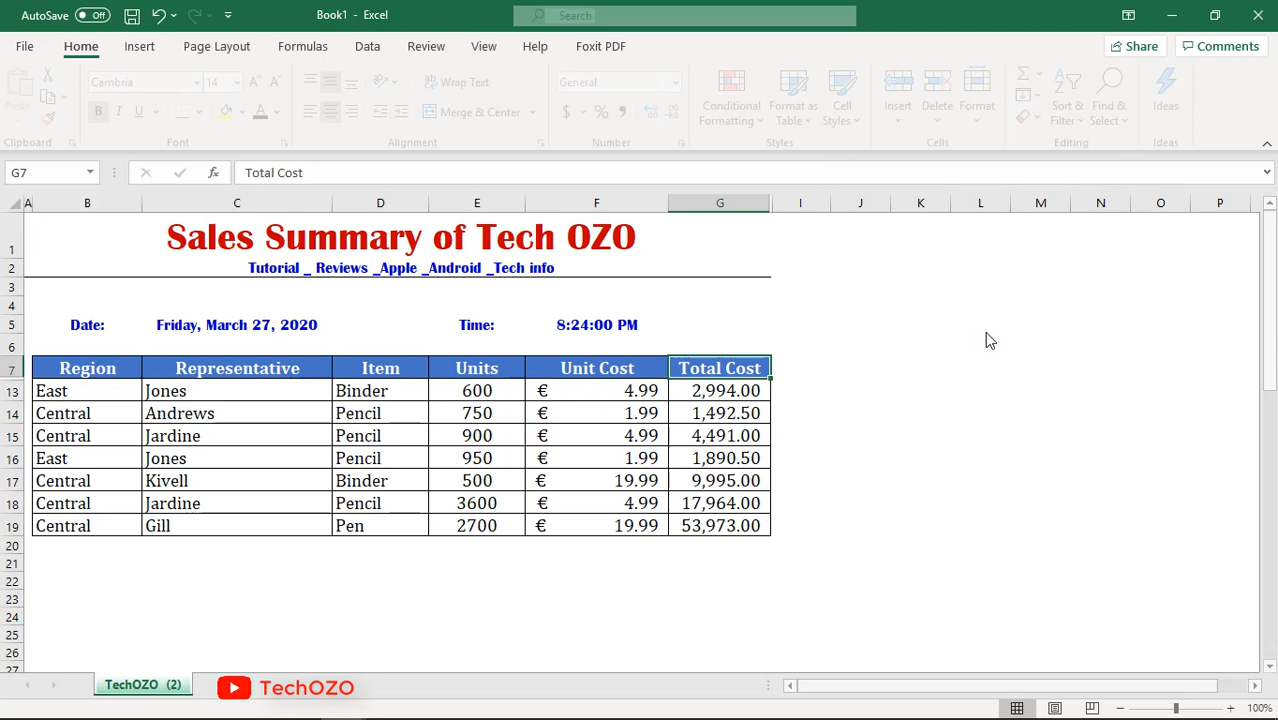 AutoSave Off Book1 - Excel Search
File Home Insert Page Layout Formulas Data Review View Help Foxit PDF Share Comments
Paste Cambria 14 Wrap Text General Conditional Formatting Format as Table Cell Styles Insert Delete Format Sort & Filter Find & Select Ideas
B I U Merge & Center $ %
Clipboard Font Alignment Number Styles Cells Editing Ideas
G7 fx Total Cost
A B C D E F G I J K L M N O P
1 Sales Summary of Tech OZO
2 Tutorial _ Reviews _Apple _Android _Tech info
3
4
5 Date: Friday, March 27, 2020 Time: 8:24:00 PM
6
7 Region Representative Item Units Unit Cost Total Cost
13 East Jones Binder 600 € 4.99 2,994.00
14 Central Andrews Pencil 750 € 1.99 1,492.50
15 Central Jardine Pencil 900 € 4.99 4,491.00
16 East Jones Pencil 950 € 1.99 1,890.50
17 Central Kivell Binder 500 € 19.99 9,995.00
18 Central Jardine Pencil 3600 € 4.99 17,964.00
19 Central Gill Pen 2700 € 19.99 53,973.00
20
21
22
23
24
25
26
27
TechOZO (2) TechOZO
100%